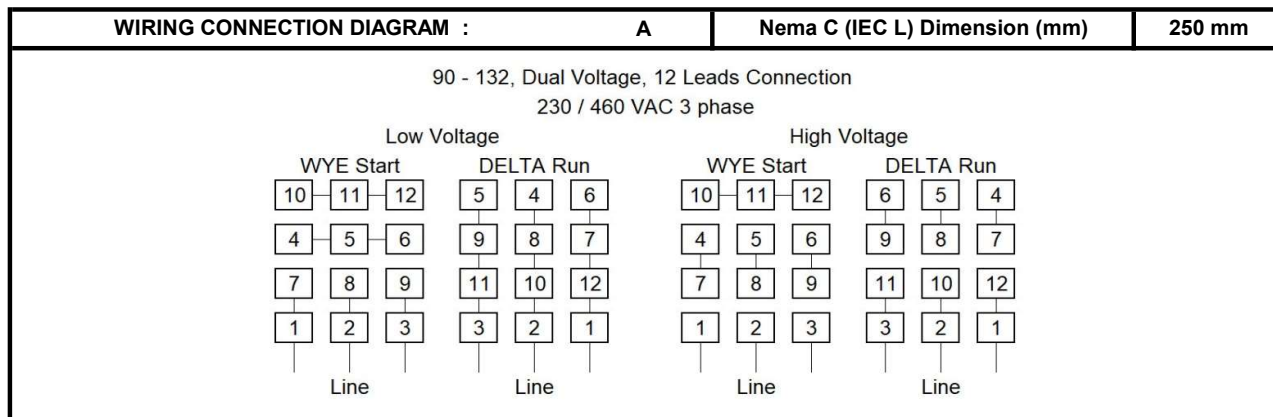 WIRING CONNECTION DIAGRAM : A Nema C (IEC L) Dimension (mm) 250 mm
90 - 132, Dual Voltage, 12 Leads Connection
230 / 460 VAC 3 phase
Low Voltage High Voltage
WYE Start DELTA Run WYE Start DELTA Run
10 11 12 5 4 6 10 11 12 6 5 4
4 5 6 9 8 7 4 5 6 9 8 7
7 8 9 11 10 12 7 8 9 11 10 12
1 2 3 3 2 1 1 2 3 3 2 1
Line Line Line Line